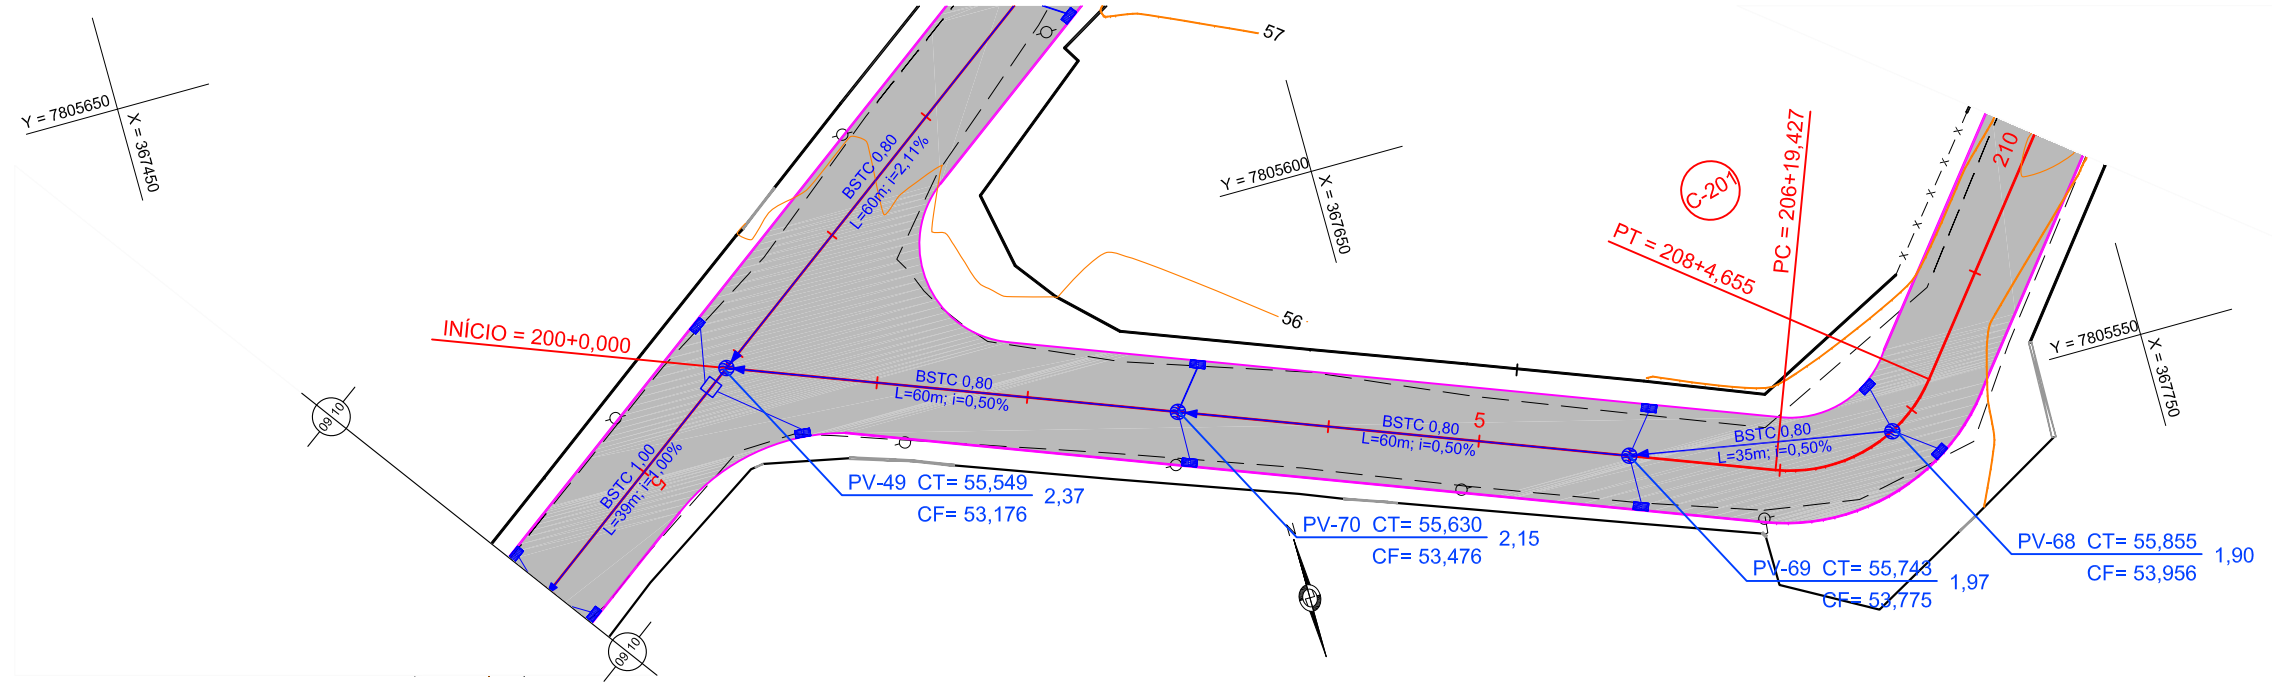 57
Y = 7805650
X = 367450
BSTC 0,80
L=60m; i=2,11%
Y = 7805600
X = 367650
C-201
PC = 206+19,427
PT = 208+4,655
210
Y = 7805550
X = 367750
56
INÍCIO = 200+0,000
BSTC 0,80
L=60m; i=0,50%
BSTC 0,80
L=60m; i=0,50%
5
BSTC 0,80
L=35m; i=0,50%
09 10
BSTC 1,00
L=39m; i=1,00%
5
PV-49 CT= 55,549
CF= 53,176
2,37
PV-70 CT= 55,630
CF= 53,476
2,15
PV-69 CT= 55,743
CF= 53,775
1,97
PV-68 CT= 55,855
CF= 53,956
1,90
09 10